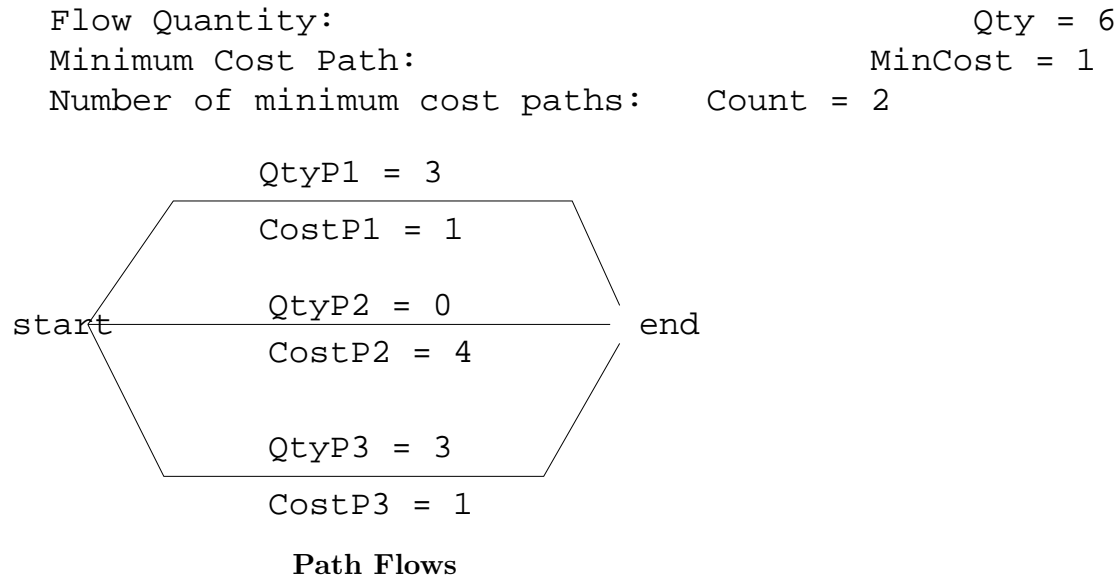 Flow Quantity: Qty = 6
Minimum Cost Path: MinCost = 1
Number of minimum cost paths: Count = 2
QtyP1 = 3
CostP1 = 1
QtyP2 = 0
start end
CostP2 = 4
QtyP3 = 3
CostP3 = 1
Path Flows